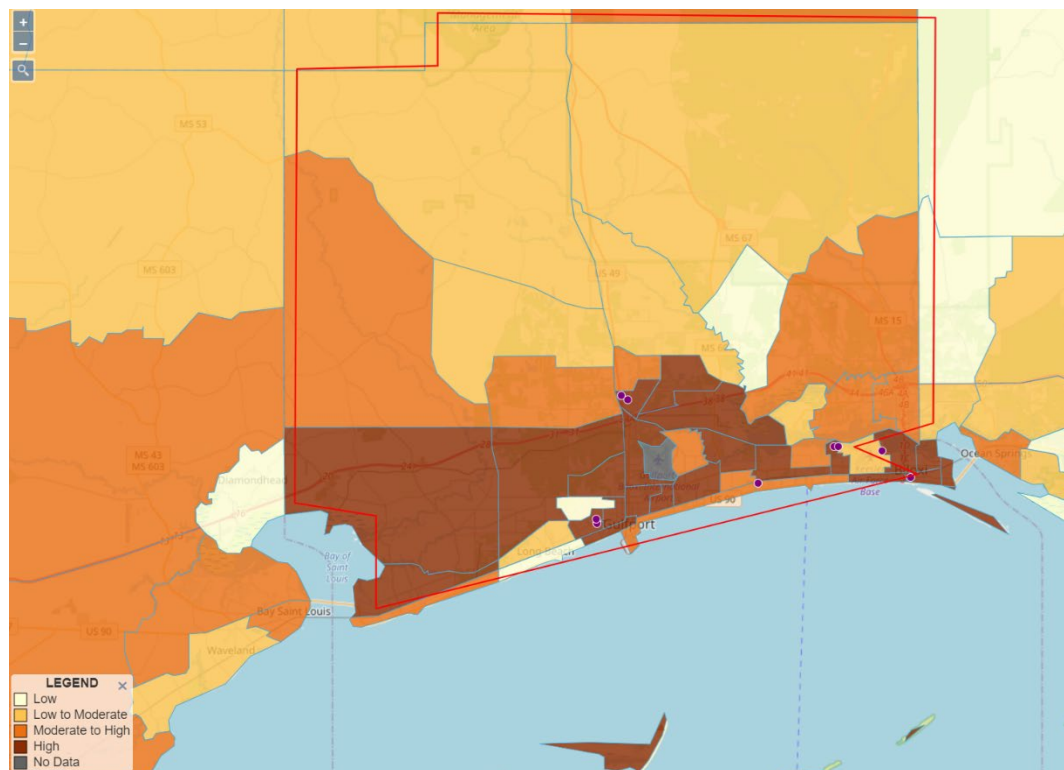 +
−
Area
MS 53
MS 603
MS 67
US 49
MS 15
MS 43
MS 603
Diamondhead
Ocean Springs
Base
US 90
Gulfport
Long Beach
Bay of
Saint
Louis
Bay Saint Louis
US 90
Waveland
LEGEND ×
Low
Low to Moderate
Moderate to High
High
No Data